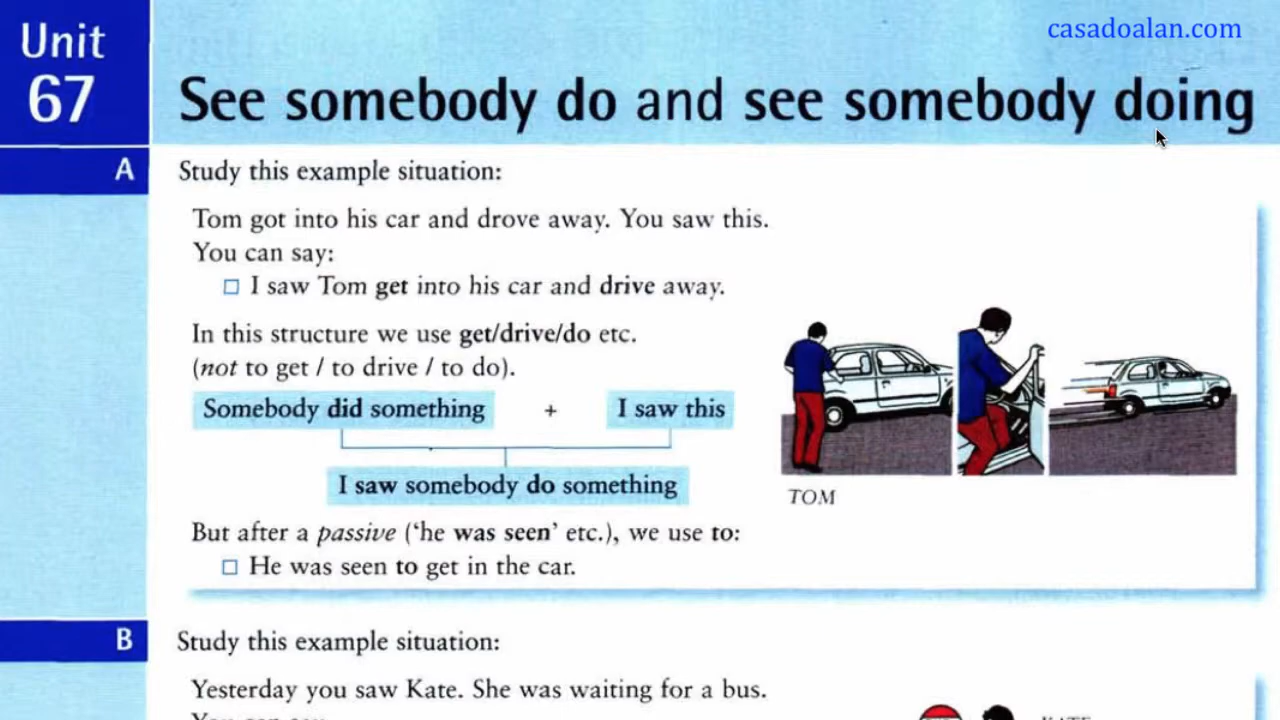 casadoalan.com
Unit
67
See somebody do and see somebody doing
A
Study this example situation:
Tom got into his car and drove away. You saw this.
You can say:
I saw Tom get into his car and drive away.
In this structure we use get/drive/do etc.
(not to get / to drive / to do).
Somebody did something + I saw this
I saw somebody do something
TOM
But after a passive (‘he was seen’ etc.), we use to:
He was seen to get in the car.
B
Study this example situation:
Yesterday you saw Kate. She was waiting for a bus.
You can say
KATE